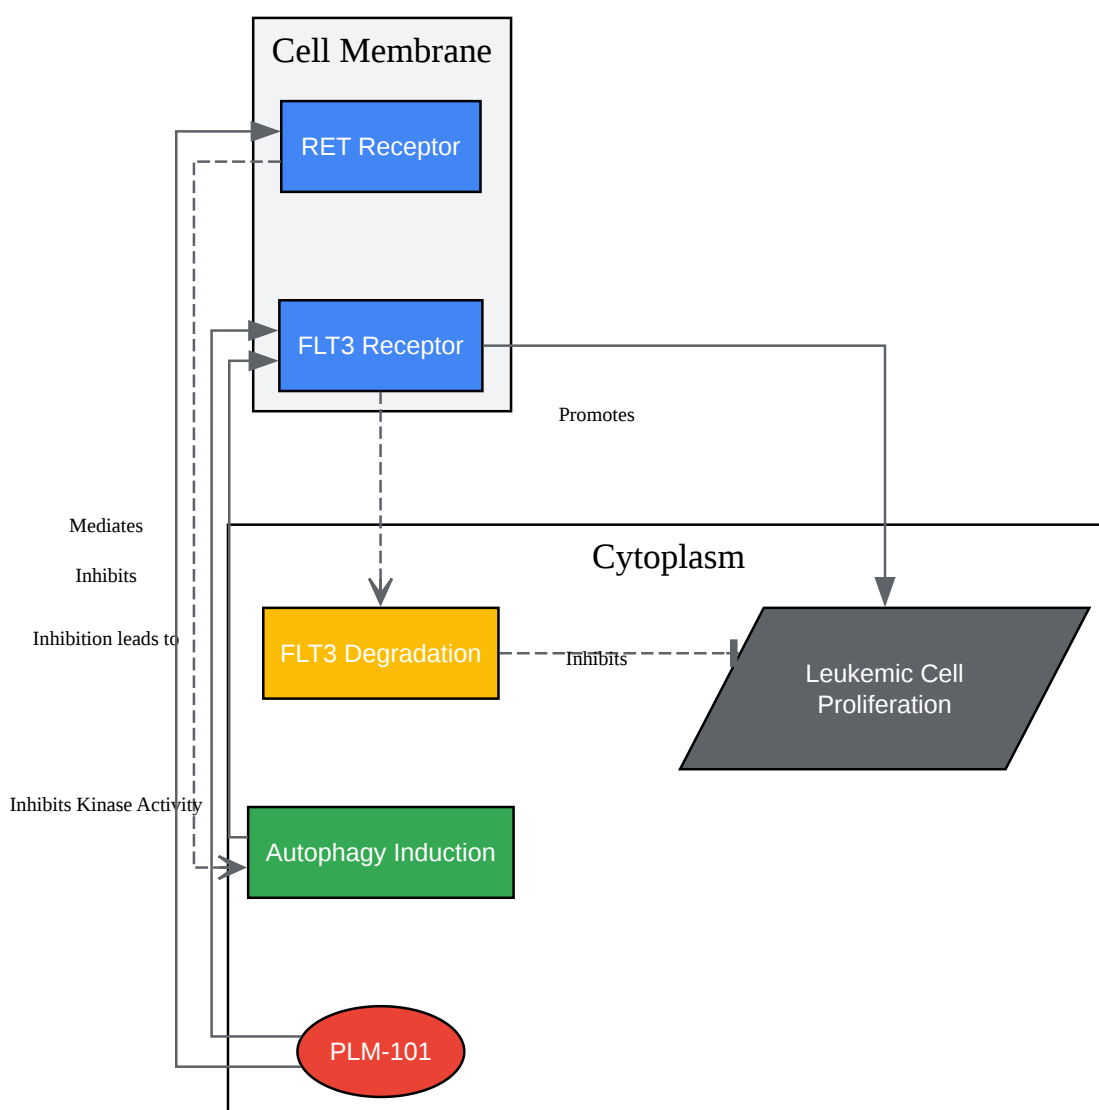 Cell Membrane
RET Receptor
FLT3 Receptor
Promotes
Mediates
Inhibits
Inhibition leads to
Inhibits Kinase Activity
Cytoplasm
FLT3 Degradation
Inhibits
Leukemic Cell
Proliferation
Autophagy Induction
PLM-101